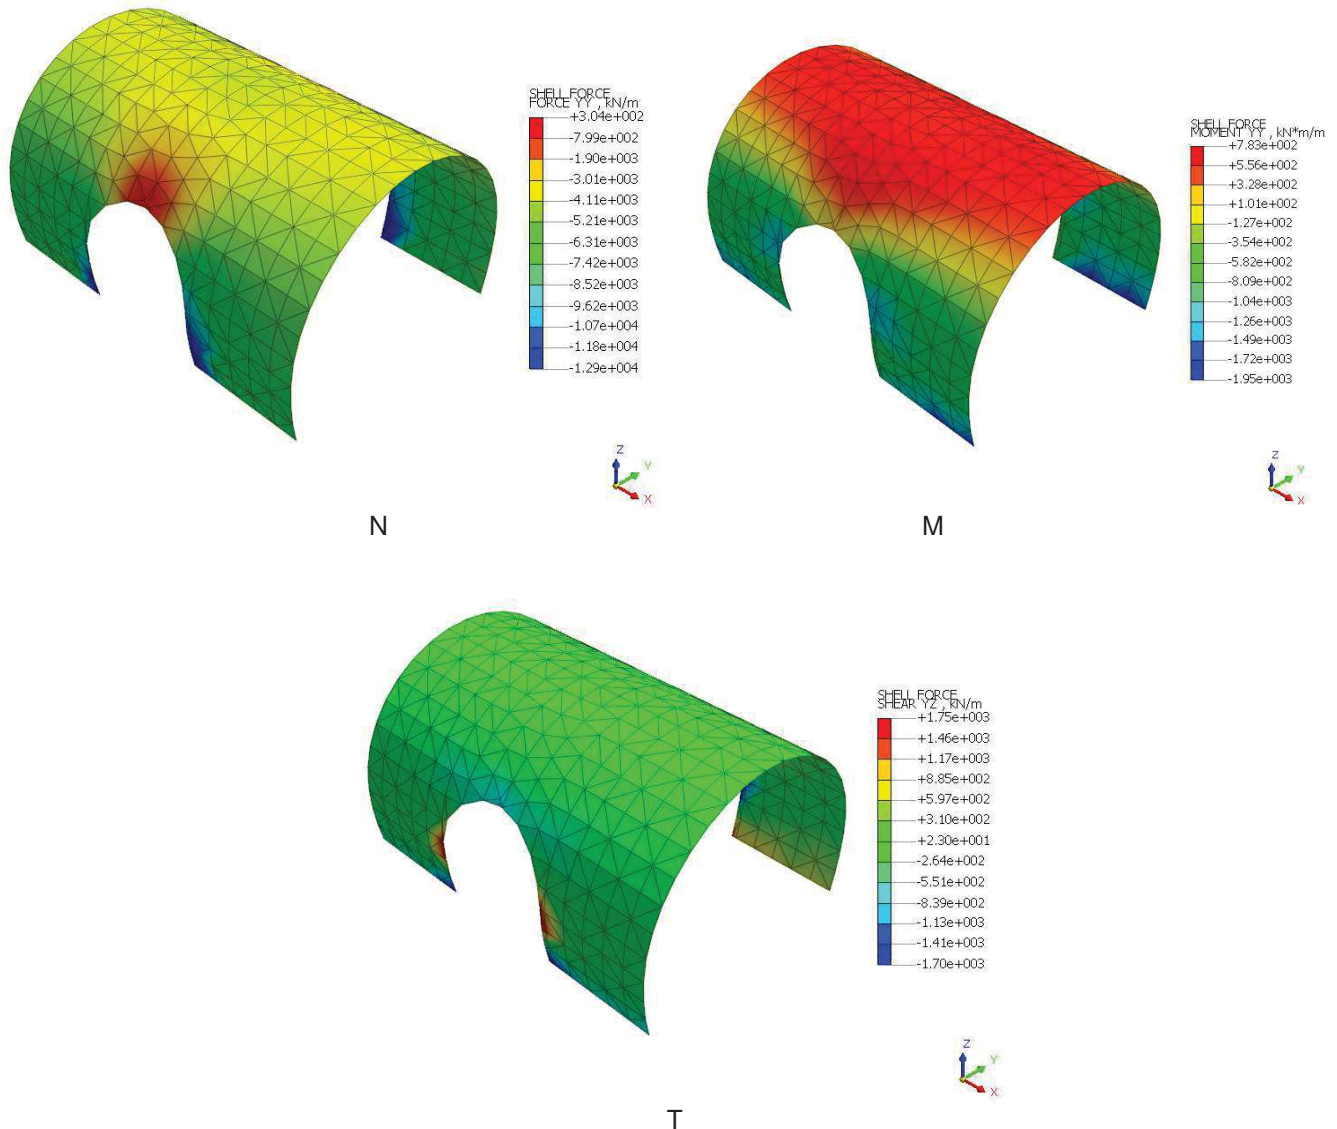 SHELL FORCE
FORCE YY , kN/m
+3.04e+002
-7.99e+002
-1.90e+003
-3.01e+003
-4.11e+003
-5.21e+003
-6.31e+003
-7.42e+003
-8.52e+003
-9.62e+003
-1.07e+004
-1.18e+004
-1.29e+004
Z
Y
X
N
SHELL FORCE
MOMENT YY , kN*m/m
+7.83e+002
+5.56e+002
+3.28e+002
+1.01e+002
-1.27e+002
-3.54e+002
-5.82e+002
-8.09e+002
-1.04e+003
-1.26e+003
-1.49e+003
-1.72e+003
-1.95e+003
Z
Y
X
M
SHELL FORCE
SHEAR YZ , kN/m
+1.75e+003
+1.46e+003
+1.17e+003
+8.85e+002
+5.97e+002
+3.10e+002
+2.30e+001
-2.64e+002
-5.51e+002
-8.39e+002
-1.13e+003
-1.41e+003
-1.70e+003
Z
Y
X
T